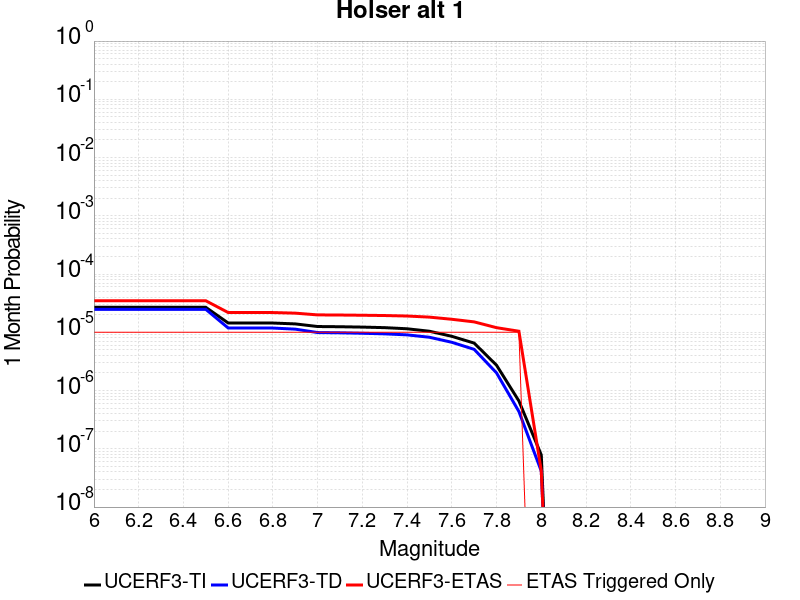 Holser alt 1
10^0
10^-1
10^-2
10^-3
10^-4
10^-5
10^-6
10^-7
10^-8
1 Month Probability
6 6.2 6.4 6.6 6.8 7 7.2 7.4 7.6 7.8 8 8.2 8.4 8.6 8.8 9
Magnitude
UCERF3-TI UCERF3-TD UCERF3-ETAS ETAS Triggered Only